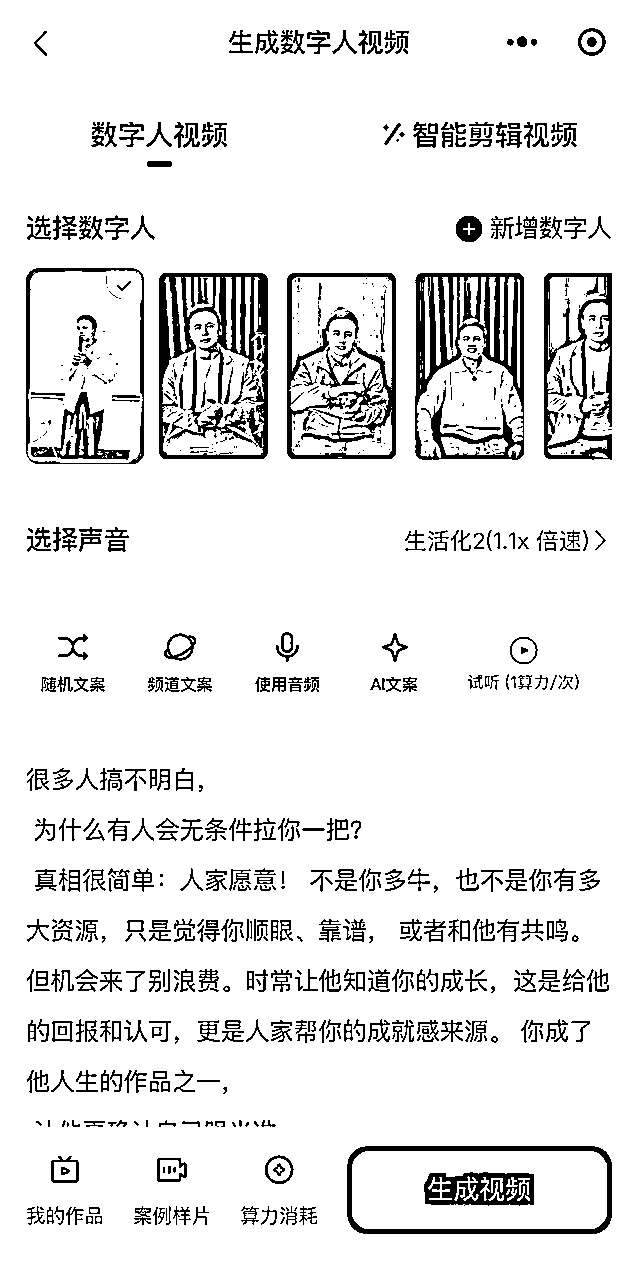 生成数字人视频
数字人视频
智能剪辑视频
选择数字人
新增数字人
选择声音
生活化2(1.1x 倍速)
随机文案
频道文案
使用音频
AI文案
试听 (1算力/次)
很多人搞不明白，
为什么有人会无条件拉你一把？
真相很简单：人家愿意！ 不是你多牛，也不是你有多
大资源，只是觉得你顺眼、靠谱， 或者和他有共鸣。
但机会来了别浪费。时常让他知道你的成长，这是给他
的回报和认可，更是人家帮你的成就感来源。 你成了
他人生的作品之一，
我的作品
案例样片
算力消耗
生成视频